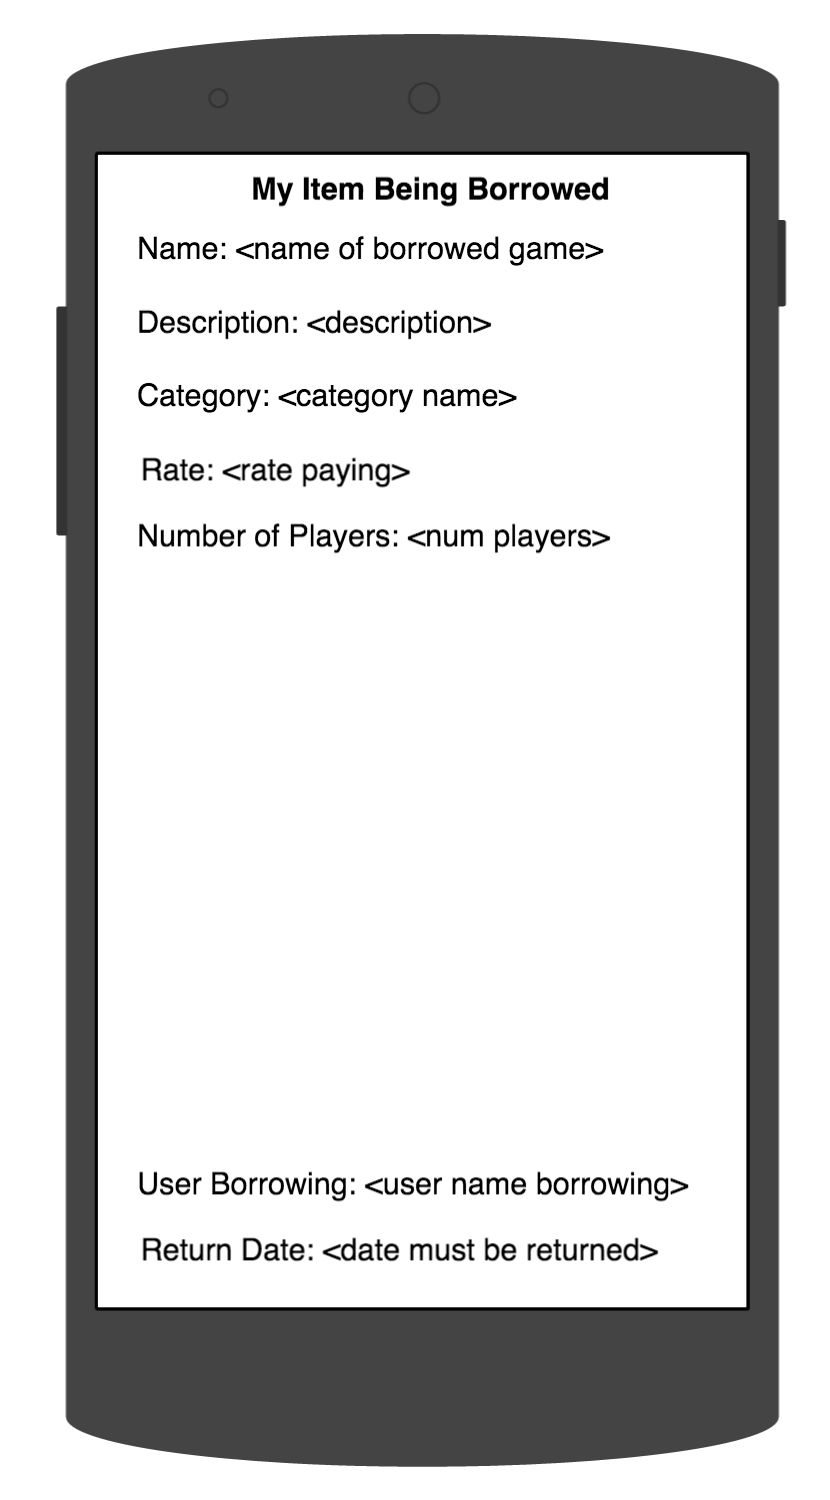 My Item Being Borrowed
Name: <name of borrowed game>
Description: <description>
Category: <category name>
Rate: <rate paying>
Number of Players: <num players>
User Borrowing: <user name borrowing>
Return Date: <date must be returned>